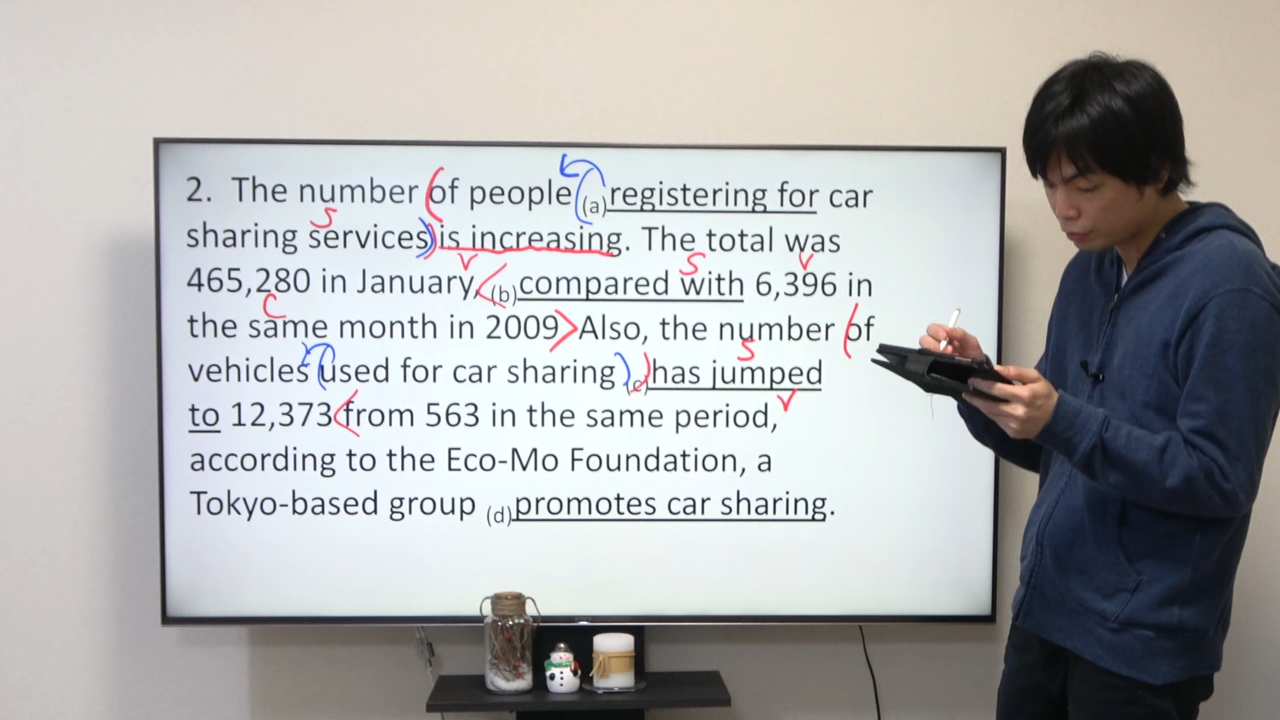 2. The number of people (a)registering for car
sharing services is increasing. The total was
465,280 in January, (b)compared with 6,396 in
the same month in 2009. Also, the number of
vehicles used for car sharing (c)has jumped
to 12,373 from 563 in the same period,
according to the Eco-Mo Foundation, a
Tokyo-based group (d)promotes car sharing.
S
V
S
V
C
S
V